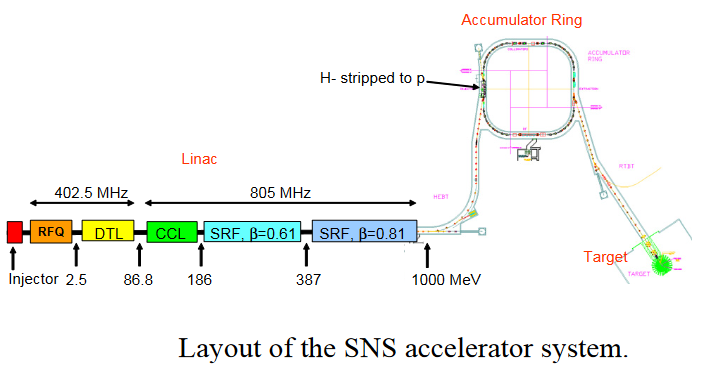 Accumulator Ring
ACCUMULATOR
RING
H- stripped to p
Linac
402.5 MHz
805 MHz
HEBT
RTBT
RFQ
DTL
CCL
SRF, β=0.61
SRF, β=0.81
Target
TARGET
Injector 2.5 86.8 186 387 1000 MeV
Layout of the SNS accelerator system.